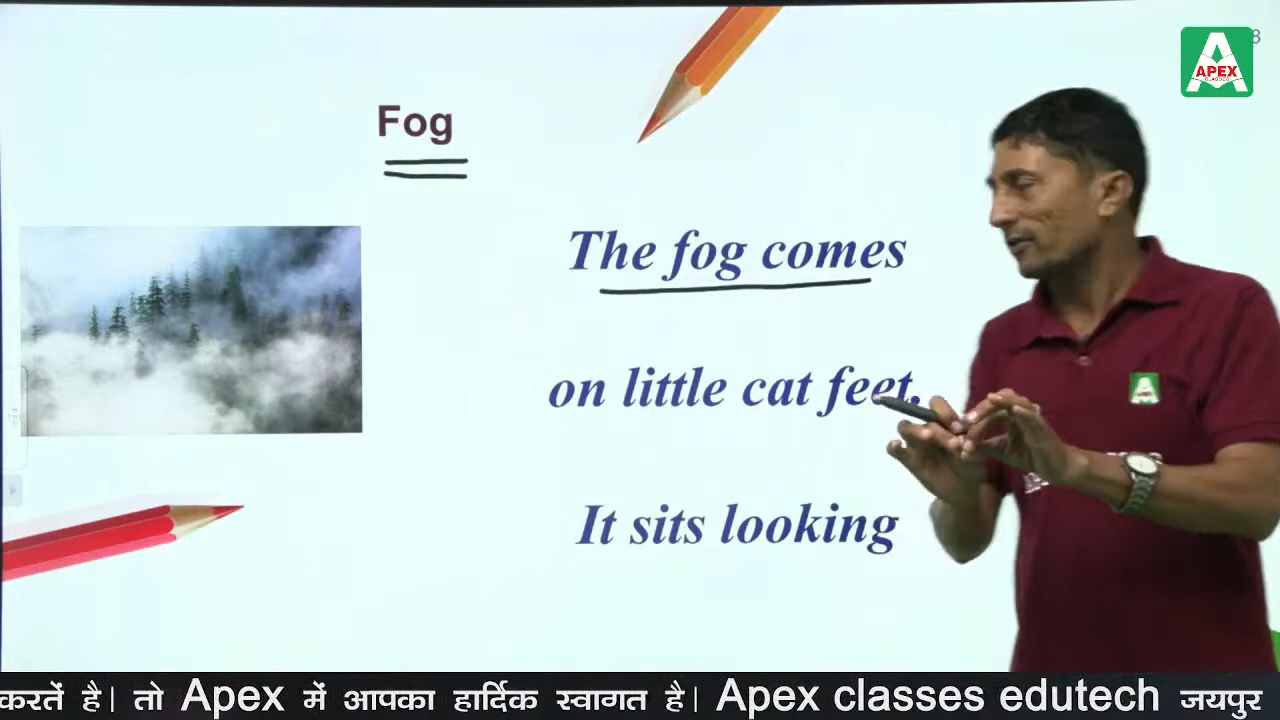 APEX
8
Fog
The fog comes
on little cat feet.
It sits looking
करतें है। तो Apex में आपका हार्दिक स्वागत है। Apex classes edutech जयपुर